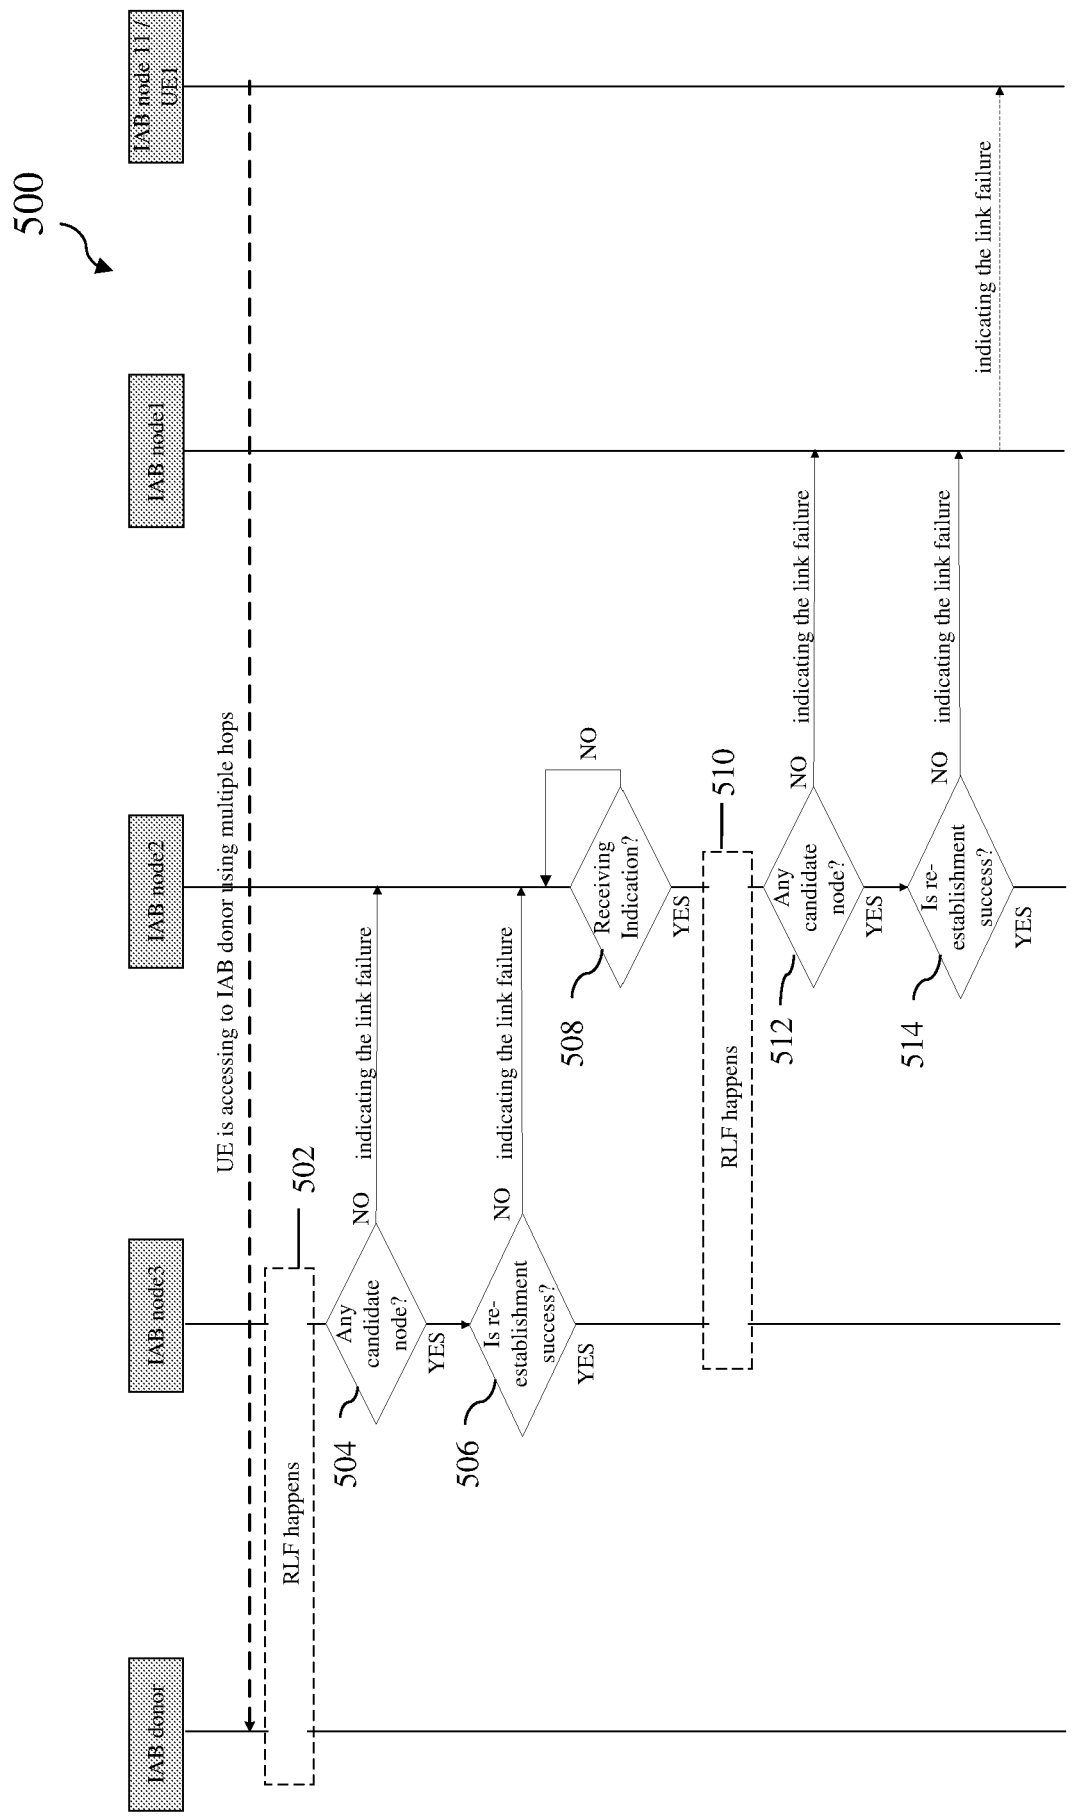 500
IAB donor
IAB node3
IAB node2
IAB node1
IAB node 11 /
UE1
UE is accessing to IAB donor using multiple hops
502
RLF happens
504
Any
candidate
node?
NO
indicating the link failure
YES
506
Is re-
establishment
success?
NO
indicating the link failure
YES
508
Receiving
Indication?
NO
YES
510
RLF happens
512
Any
candidate
node?
NO
indicating the link failure
YES
514
Is re-
establishment
success?
NO
indicating the link failure
YES
indicating the link failure